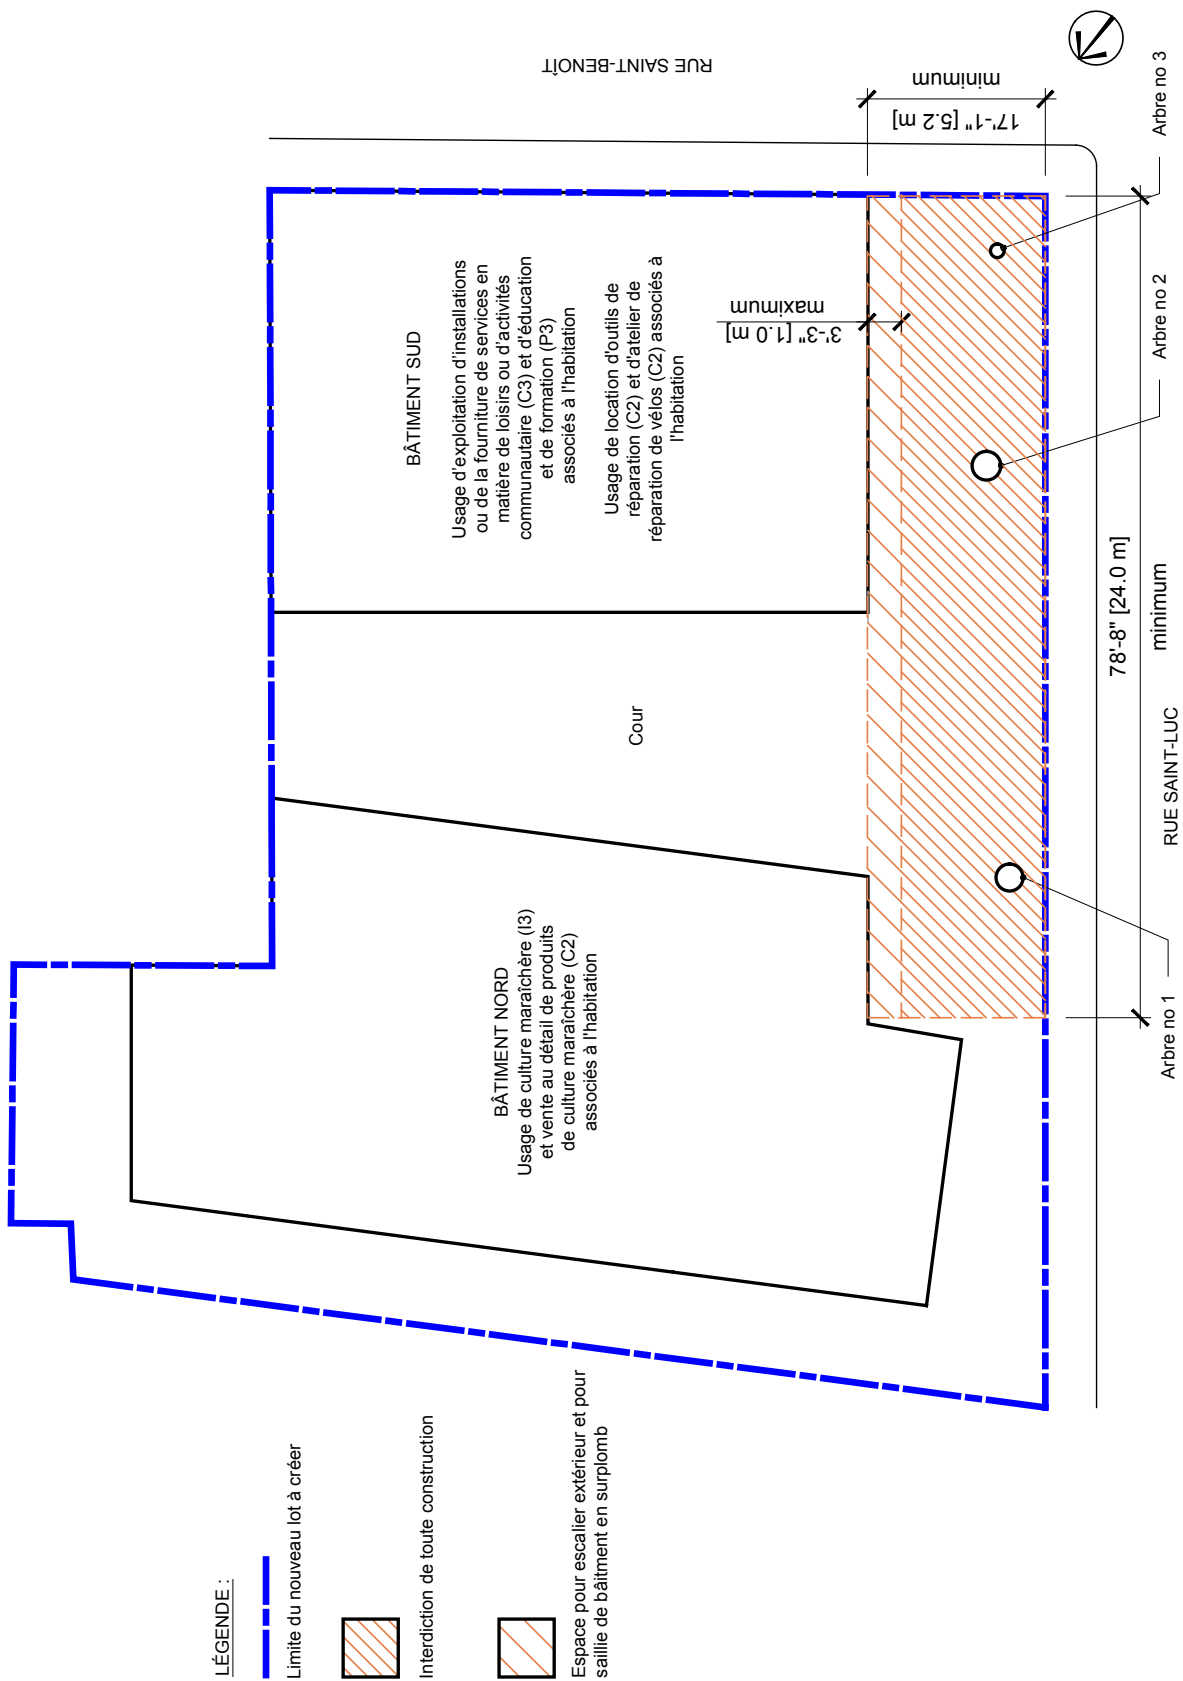 LÉGENDE :
Limite du nouveau lot à créer
Interdiction de toute construction
Espace pour escalier extérieur et pour
saillie de bâitment en surplomb
BÂTIMENT NORD
Usage de culture maraîchère (I3)
et vente au détail de produits
de culture maraîchère (C2)
associés à l'habitation
Cour
BÂTIMENT SUD
Usage d'exploitation d'installations
ou de la fourniture de services en
matière de loisirs ou d'activités
communautaire (C3) et d'éducation
et de formation (P3)
associés à l'habitation
Usage de location d'outils de
réparation (C2) et d'atelier de
réparation de vélos (C2) associés à
l'habitation
3'-3" [1.0 m]
maximum
17'-1" [5.2 m]
minimum
RUE SAINT-BENOÎT
78'-8" [24.0 m]
minimum
RUE SAINT-LUC
Arbre no 1
Arbre no 2
Arbre no 3